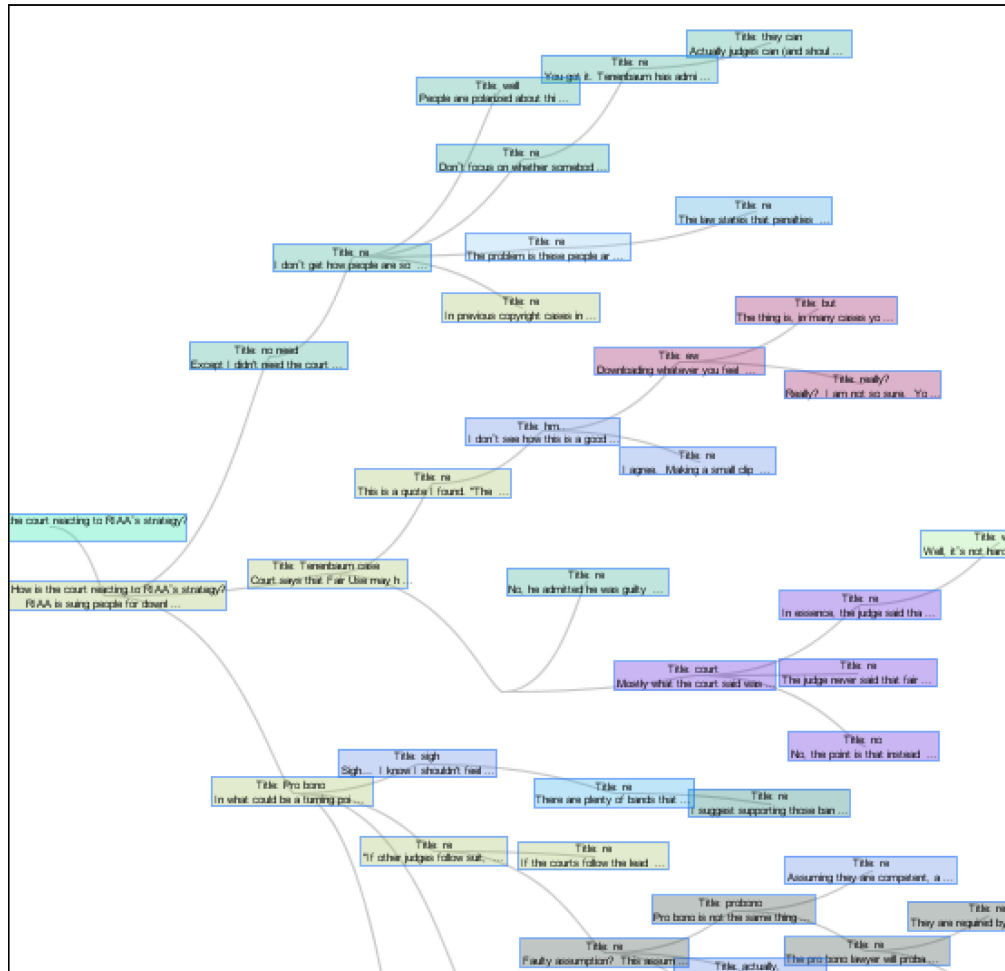 Title: they can
Actually judges can (and shoul ...
Title: re
You got it. Tenenbaum has admi ...
Title: well
People are polarized about thi ...
Title: re
Don't focus on whether somebod ...
Title: re
The law states that penalties ...
Title: re
The problem is these people ar ...
Title: re
I don't get how people are so ...
Title: re
In previous copyright cases in ...
Title: but
The thing is, in many cases yo ...
Title: no need
Except I didn't need the court ...
Title: ew
Downloading whatever you feel ...
Title: really?
Really? I am not so sure. Yo ...
Title: hm..
I don't see how this is a good ...
Title: re
I agree. Making a small clip ...
Title: re
This is a quote I found. "The ...
the court reacting to RIAA's strategy?
Title: Tenenbaum case
Court says that Fair Use may h ...
How is the court reacting to RIAA's strategy?
RIAA is suing people for downl ...
Title:
Well, it's not hard
Title: re
No, he admitted he was guilty ...
Title: re
In essence, the judge said tha ...
Title: court
Mostly what the court said was ...
Title: re
The judge never said that fair ...
Title: no
No, the point is that instead ...
Title: sigh
Sigh... I know I shouldn't feel ...
Title: Pro bono
In what could be a turning poi ...
Title: re
There are plenty of bands that ...
Title: re
I suggest supporting those ban ...
Title: re
"If other judges follow suit, ...
Title: re
If the courts follow the lead ...
Title: re
Assuming they are competent, a ...
Title: probono
Pro bono is not the same thing ...
Title: re
They are required by
Title: re
Faulty assumption? This assum ...
Title: re
The pro bono lawyer will proba....
Title: actually,